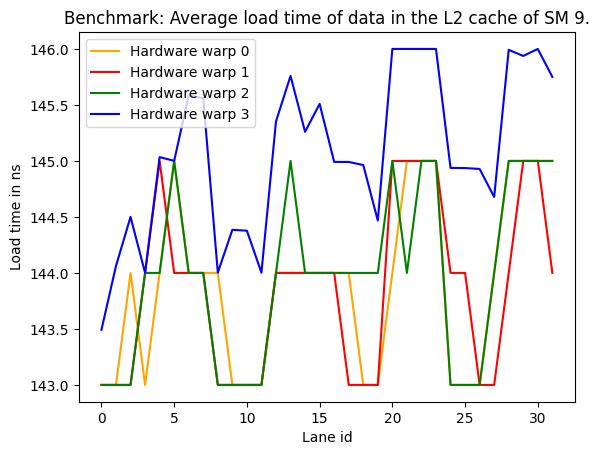 Benchmark: Average load time of data in the L2 cache of SM 9.
146.0
145.5
145.0
144.5
144.0
143.5
143.0
Load time in ns
Hardware warp 0
Hardware warp 1
Hardware warp 2
Hardware warp 3
0 5 10 15 20 25 30
Lane id